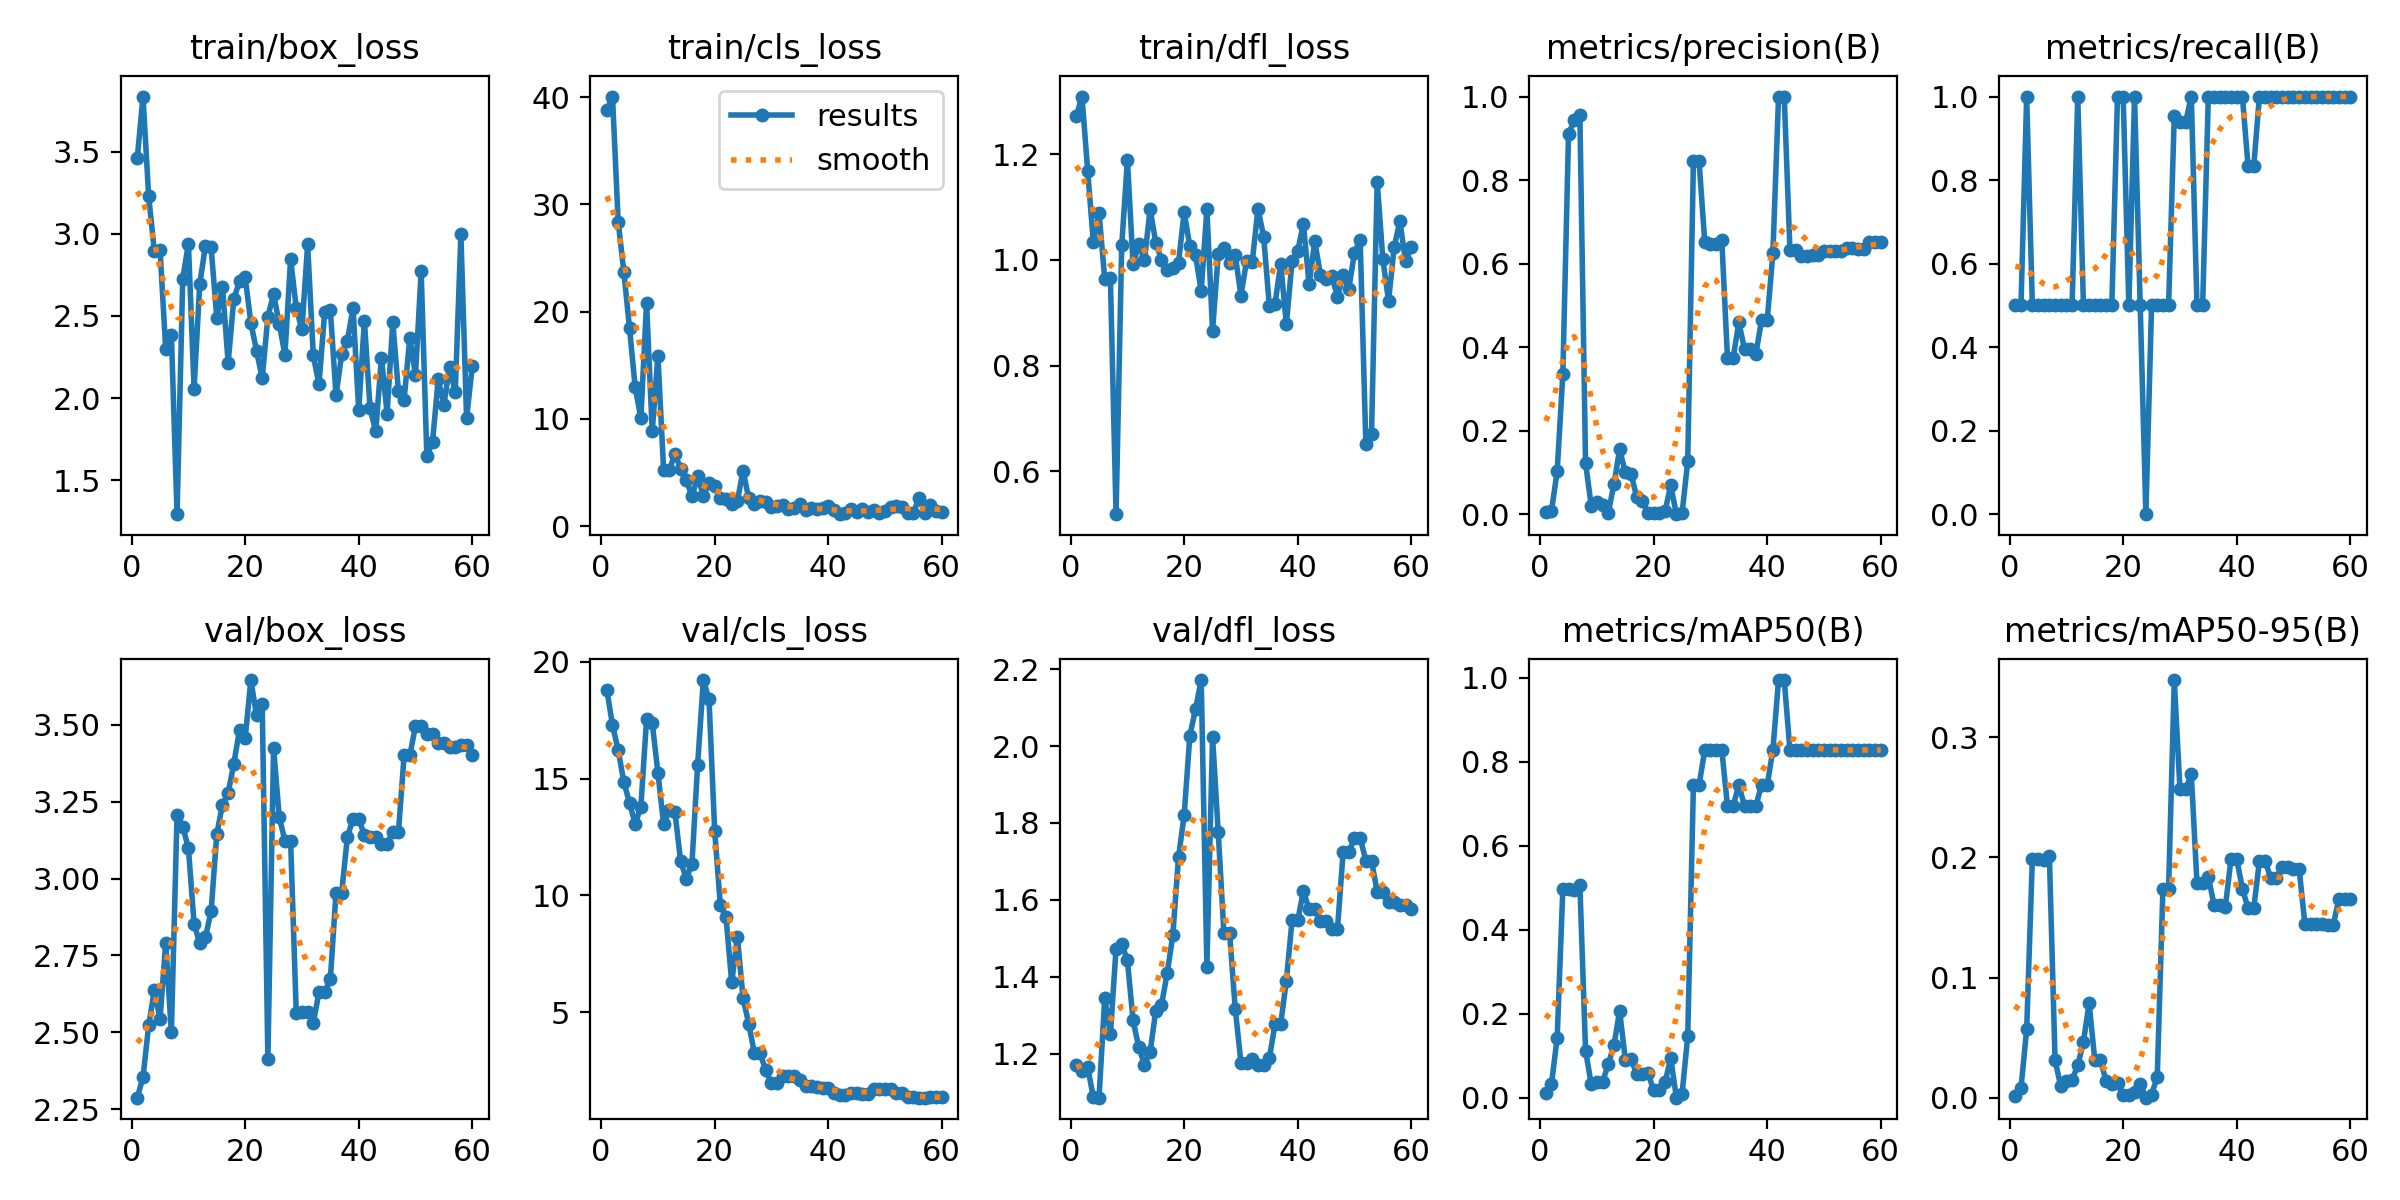 train/box_loss
train/cls_loss
train/dfl_loss
metrics/precision(B)
metrics/recall(B)
3.5
3.0
2.5
2.0
1.5
0 20 40 60
40
30
20
10
0
0 20 40 60
results
smooth
1.2
1.0
0.8
0.6
0 20 40 60
1.0
0.8
0.6
0.4
0.2
0.0
0 20 40 60
1.0
0.8
0.6
0.4
0.2
0.0
0 20 40 60
val/box_loss
val/cls_loss
val/dfl_loss
metrics/mAP50(B)
metrics/mAP50-95(B)
3.50
3.25
3.00
2.75
2.50
2.25
0 20 40 60
20
15
10
5
0 20 40 60
2.2
2.0
1.8
1.6
1.4
1.2
0 20 40 60
1.0
0.8
0.6
0.4
0.2
0.0
0 20 40 60
0.3
0.2
0.1
0.0
0 20 40 60